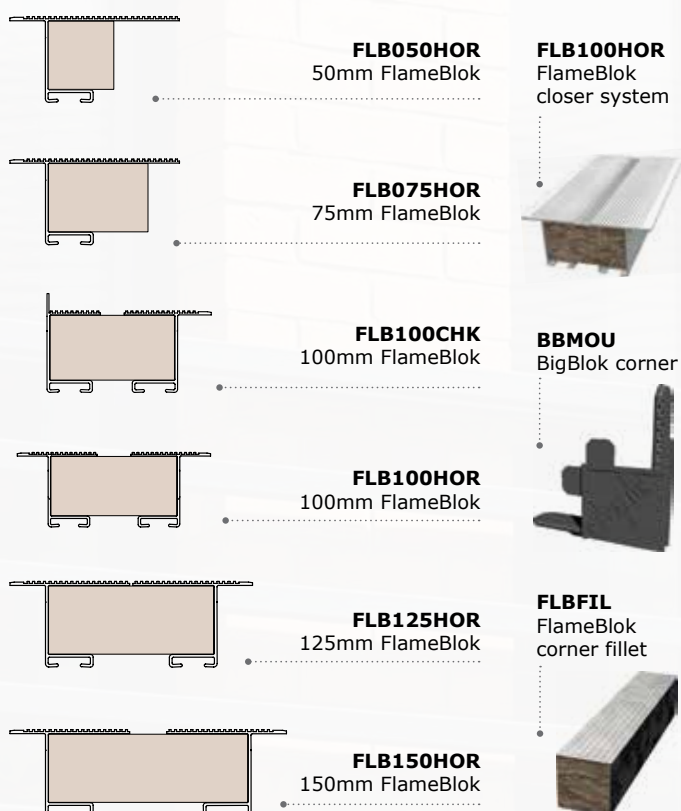 FLB050HOR
50mm FlameBlok
FLB075HOR
75mm FlameBlok
FLB100CHK
100mm FlameBlok
FLB100HOR
100mm FlameBlok
FLB125HOR
125mm FlameBlok
FLB150HOR
150mm FlameBlok
FLB100HOR
FlameBlok
closer system
BBMOU
BigBlok corner
FLBFIL
FlameBlok
corner fillet